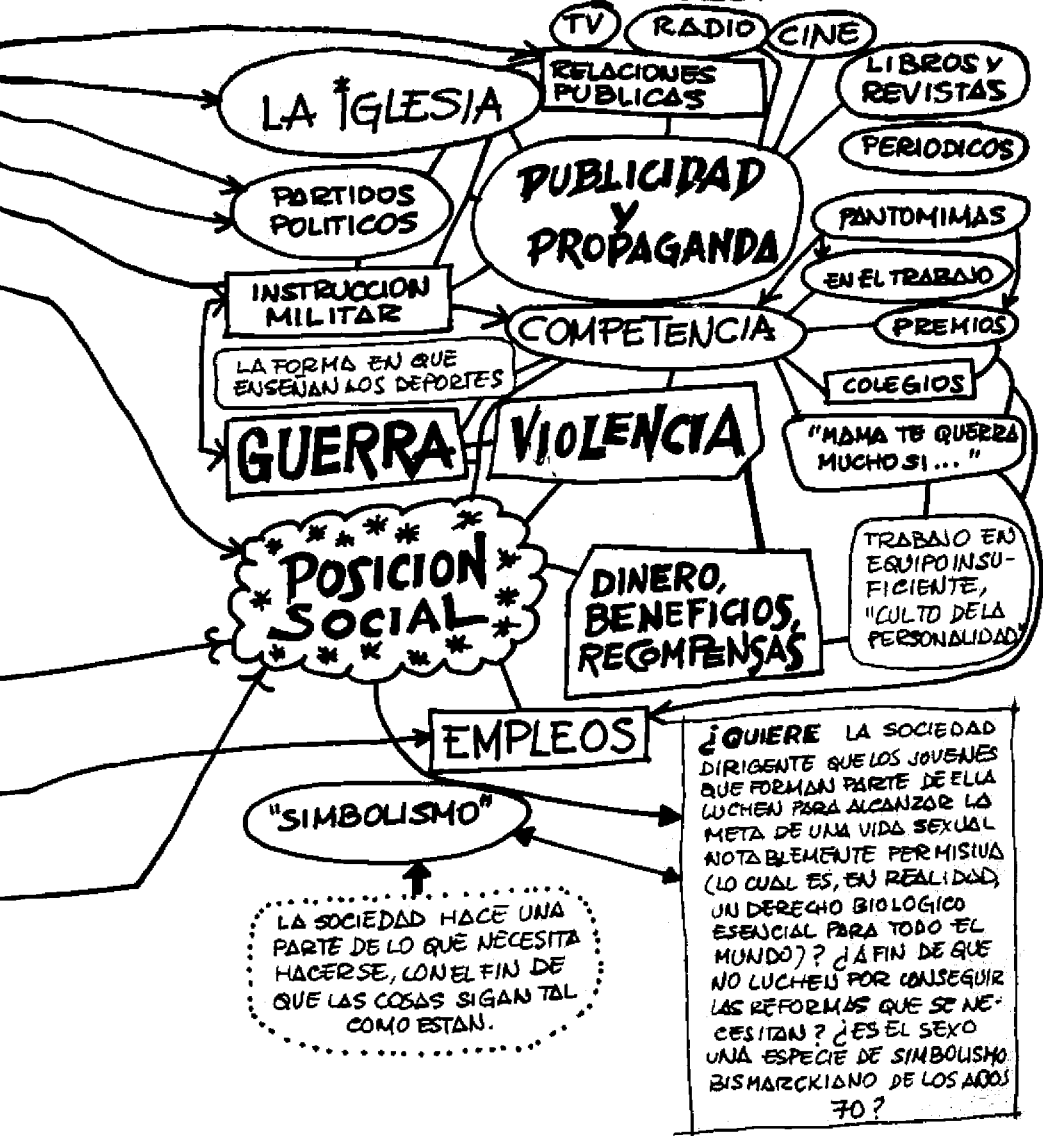 TV
RADIO
CINE
RELACIONES
PUBLICAS
LIBROS Y
REVISTAS
LA IGLESIA
PERIODICOS
PUBLICIDAD
Y
PROPAGANDA
PARTIDOS
POLITICOS
PANTOMIMAS
EN EL TRABAJO
INSTRUCCION
MILITAR
COMPETENCIA
PREMIOS
LA FORMA EN QUE
ENSEÑAN LOS DEPORTES
COLEGIOS
GUERRA
VIOLENCIA
"MAMA TE QUERRA
MUCHO SI..."
POSICION
SOCIAL
DINERO,
BENEFICIOS,
RECOMPENSAS
TRABAJO EN
EQUIPO INSU-
FICIENTE,
"CULTO DE LA
PERSONALIDAD"
EMPLEOS
"SIMBOLISMO"
LA SOCIEDAD HACE UNA
PARTE DE LO QUE NECESITA
HACERSE, CON EL FIN DE
QUE LAS COSAS SIGAN TAL
COMO ESTAN.
¿QUIERE LA SOCIEDAD
DIRIGENTE QUE LOS JOVENES
QUE FORMAN PARTE DE ELLA
LUCHEN PARA ALCANZAR LA
META DE UNA VIDA SEXUAL
NOTABLEMENTE PERMISIVA
(LO CUAL ES, EN REALIDAD,
UN DERECHO BIOLOGICO
ESENCIAL PARA TODO EL
MUNDO)? ¿A FIN DE QUE
NO LUCHEN POR CONSEGUIR
LAS REFORMAS QUE SE NE-
CESITAN? ¿ES EL SEXO
UNA ESPECIE DE SIMBOLISMO
BISMARCKIANO DE LOS AÑOS
70?